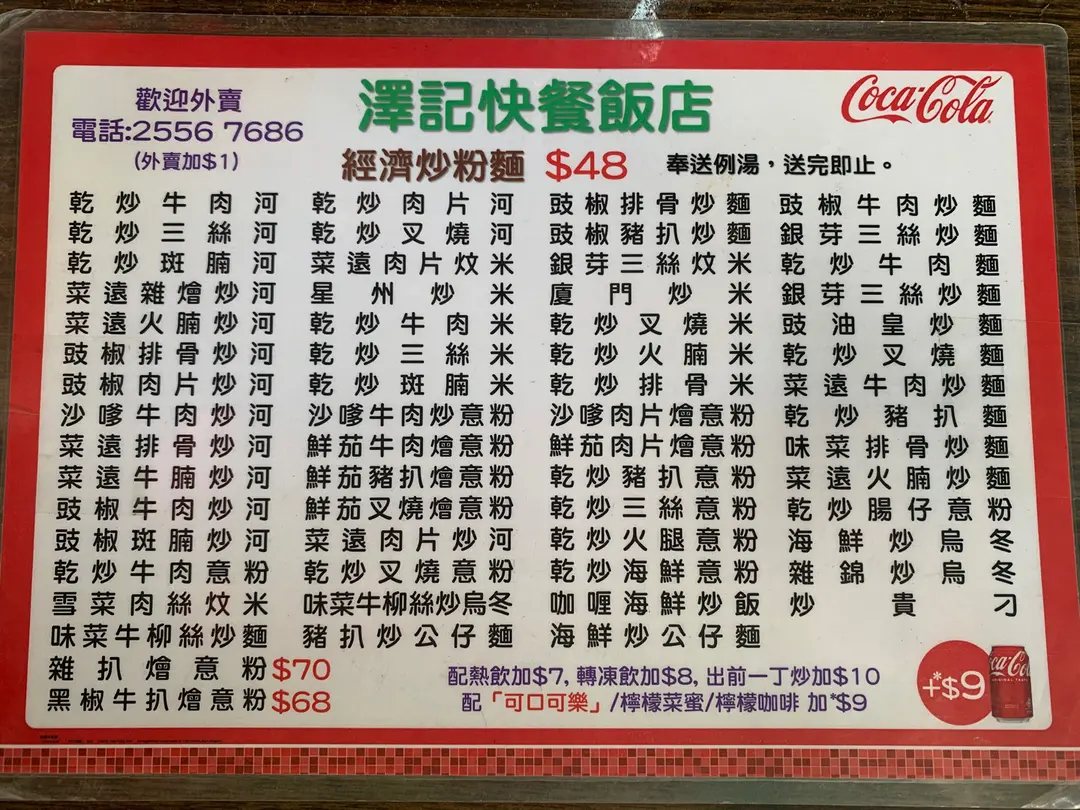 歡迎外賣
電話:2556 7686
(外賣加$1)
澤記快餐飯店
Coca-Cola
經濟炒粉麵 $48 奉送例湯，送完即止。
乾炒牛肉河 乾炒肉片河 豉椒排骨炒麵 豉椒牛肉炒麵
乾炒三絲河 乾炒叉燒河 豉椒豬扒炒麵 銀芽三絲炒麵
乾炒斑腩河 菜遠肉片炆米 銀芽三絲炆米 乾炒牛肉麵
菜遠雜燴炒河 星州炒米 廈門炒米 銀芽三絲炒麵
菜遠火腩炒河 乾炒牛肉米 乾炒叉燒米 豉油皇炒麵
豉椒排骨炒河 乾炒三絲米 乾炒火腩米 乾炒叉燒麵
豉椒肉片炒河 乾炒斑腩米 乾炒排骨米 菜遠牛肉炒麵
沙嗲牛肉炒河 沙嗲牛肉炒意粉 沙嗲肉片燴意粉 乾炒豬扒麵
菜遠排骨炒河 鮮茄牛肉燴意粉 鮮茄肉片燴意粉 味菜排骨炒麵
菜遠牛腩炒河 鮮茄豬扒燴意粉 乾炒豬扒意粉 菜遠火腩炒麵
豉椒牛肉炒河 鮮茄叉燒燴意粉 乾炒三絲意粉 乾炒腸仔意粉
豉椒斑腩炒河 菜遠肉片炒河 乾炒火腿意粉 海鮮炒烏冬
乾炒牛肉意粉 乾炒叉燒意粉 乾炒海鮮意粉 雜錦炒烏冬
雪菜肉絲炆米 味菜牛柳絲炒烏冬 咖喱海鮮炒飯 炒貴刁
味菜牛柳絲炒麵 豬扒炒公仔麵 海鮮炒公仔麵
雜扒燴意粉$70
黑椒牛扒燴意粉$68
配熱飲加$7, 轉凍飲加$8, 出前一丁炒加$10
配「可口可樂」/檸檬菜蜜/檸檬咖啡 加*$9
+*$9